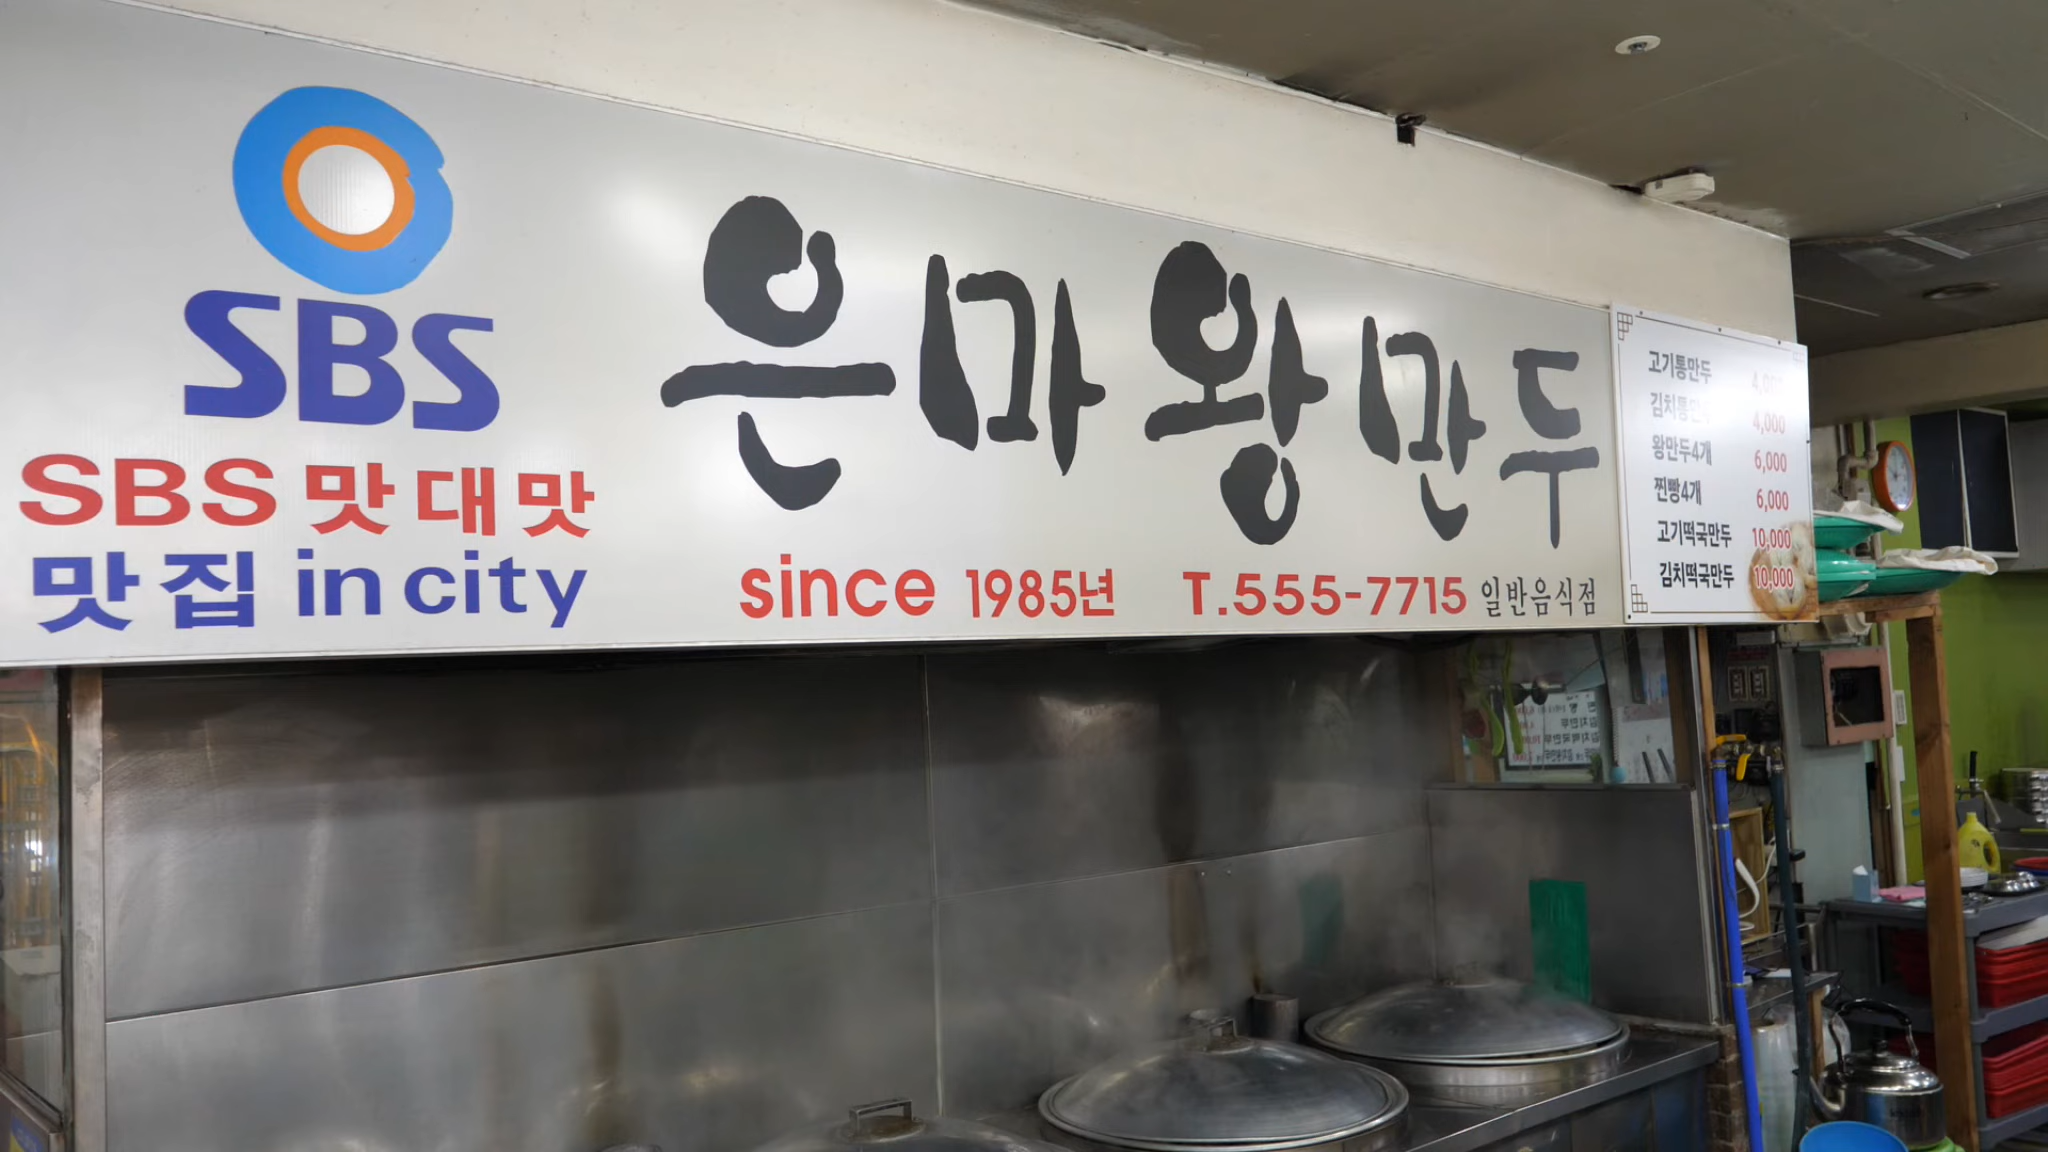 SBS
SBS 맛대맛
맛집 in city
은마왕만두
since 1985년 T.555-7715 일반음식점
고기통만두 4,000
김치통만두 4,000
왕만두4개 6,000
찐빵4개 6,000
고기떡국만두 10,000
김치떡국만두 10,000